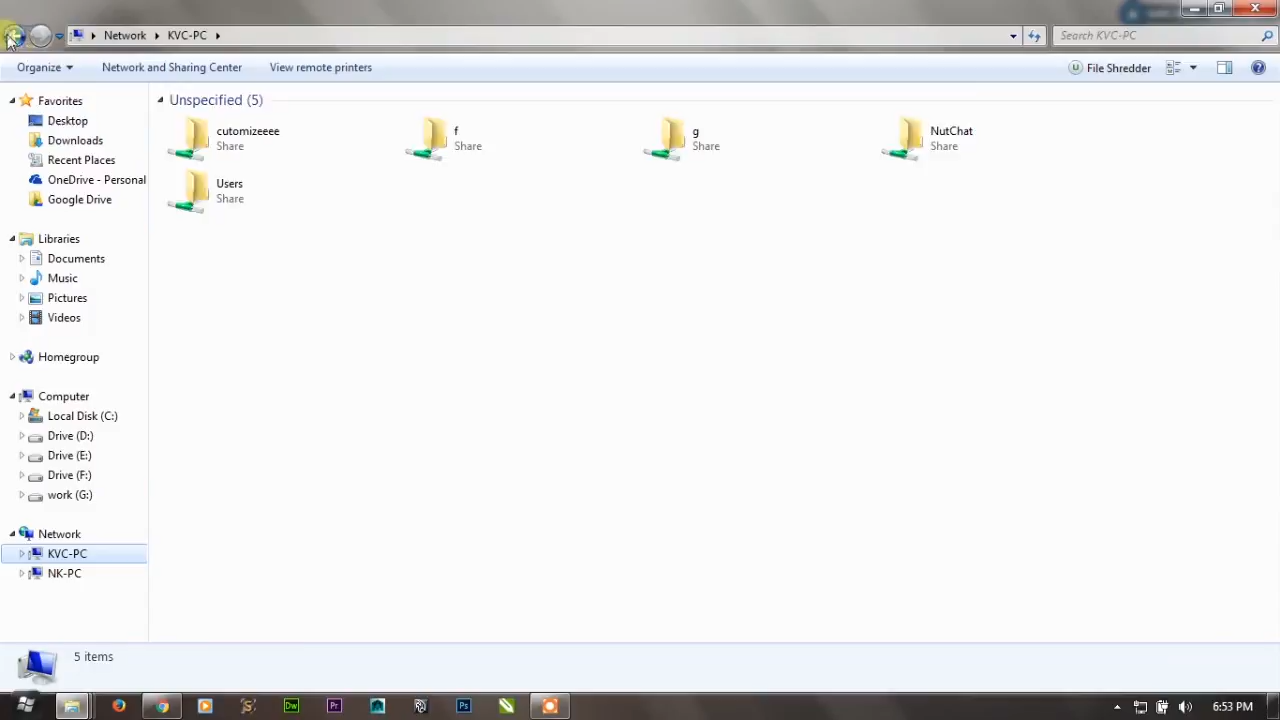 Network
KVC-PC
Search KVC-PC
Organize
Network and Sharing Center
View remote printers
File Shredder
Favorites
Desktop
Downloads
Recent Places
OneDrive - Personal
Google Drive
Libraries
Documents
Music
Pictures
Videos
Homegroup
Computer
Local Disk (C:)
Drive (D:)
Drive (E:)
Drive (F:)
work (G:)
Network
KVC-PC
NK-PC
Unspecified (5)
cutomizeeee
Share
f
Share
g
Share
NutChat
Share
Users
Share
5 items
Dw
Pr
Ps
6:53 PM